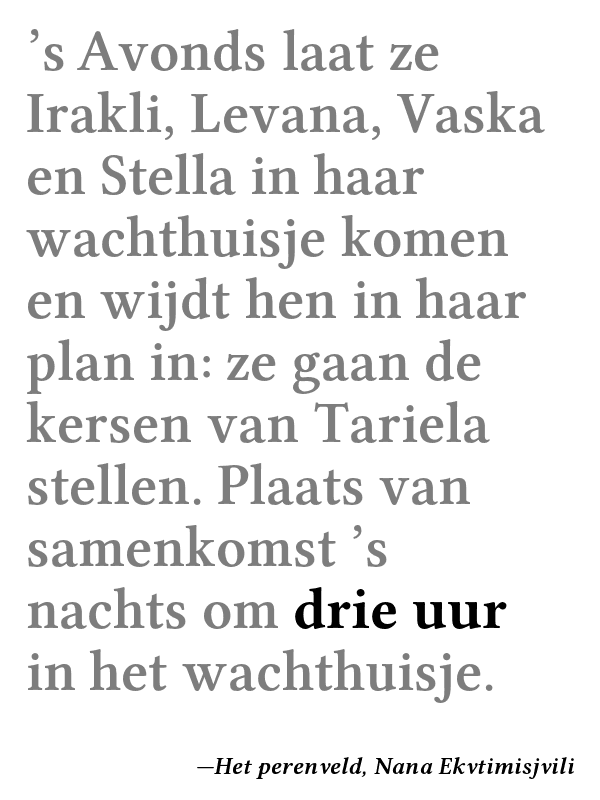 ’s Avonds laat ze
Irakli, Levana, Vaska
en Stella in haar
wachthuisje komen
en wijdt hen in haar
plan in: ze gaan de
kersen van Tariela
stellen. Plaats van
samenkomst ’s
nachts om drie uur
in het wachthuisje.
—Het perenveld, Nana Ekvtimisjvili